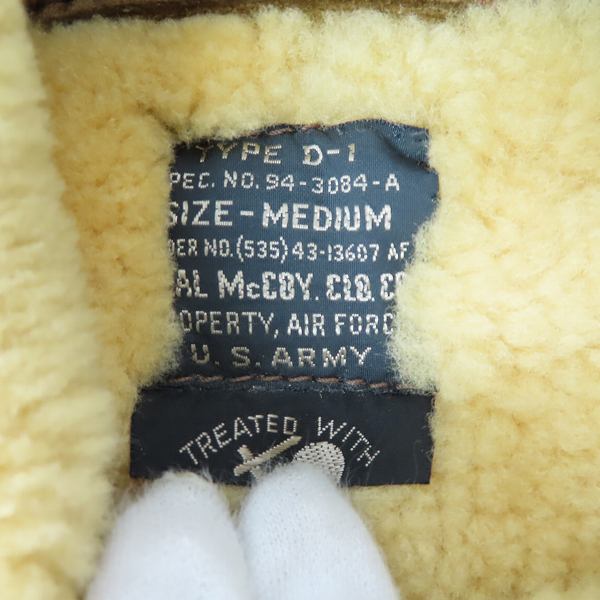 TYPE D-1
PEC. NO. 94-3084-A
SIZE - MEDIUM
DER NO. (535) 43-13607 AF
AL McCOY. CLO. CO
OPERTY, AIR FORC
U. S. ARMY
TREATED WITH